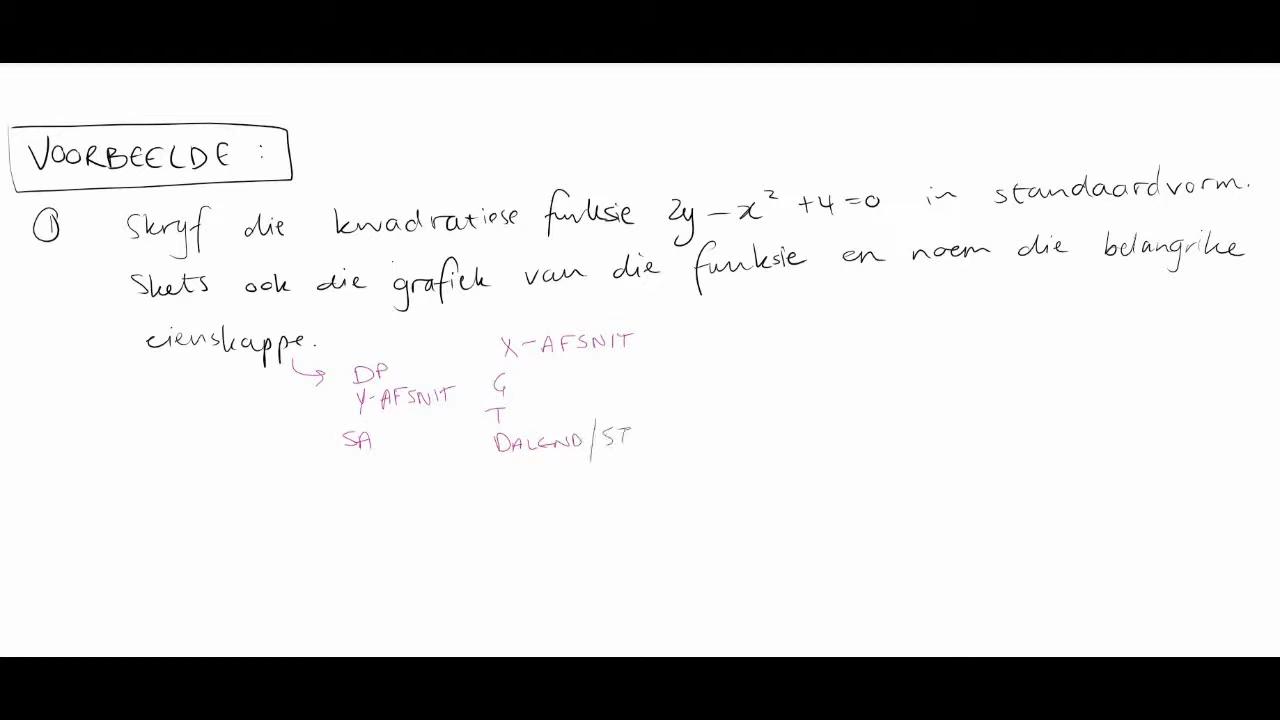 VOORBEELDE :
① Skryf die kwadratiese funksie 2y − x² + 4 = 0 in standaardvorm.
Skets ook die grafiek van die funksie en noem die belangrike
eienskappe.
DP
Y-AFSNIT
SA
X-AFSNIT
G
T
DALEND/ST